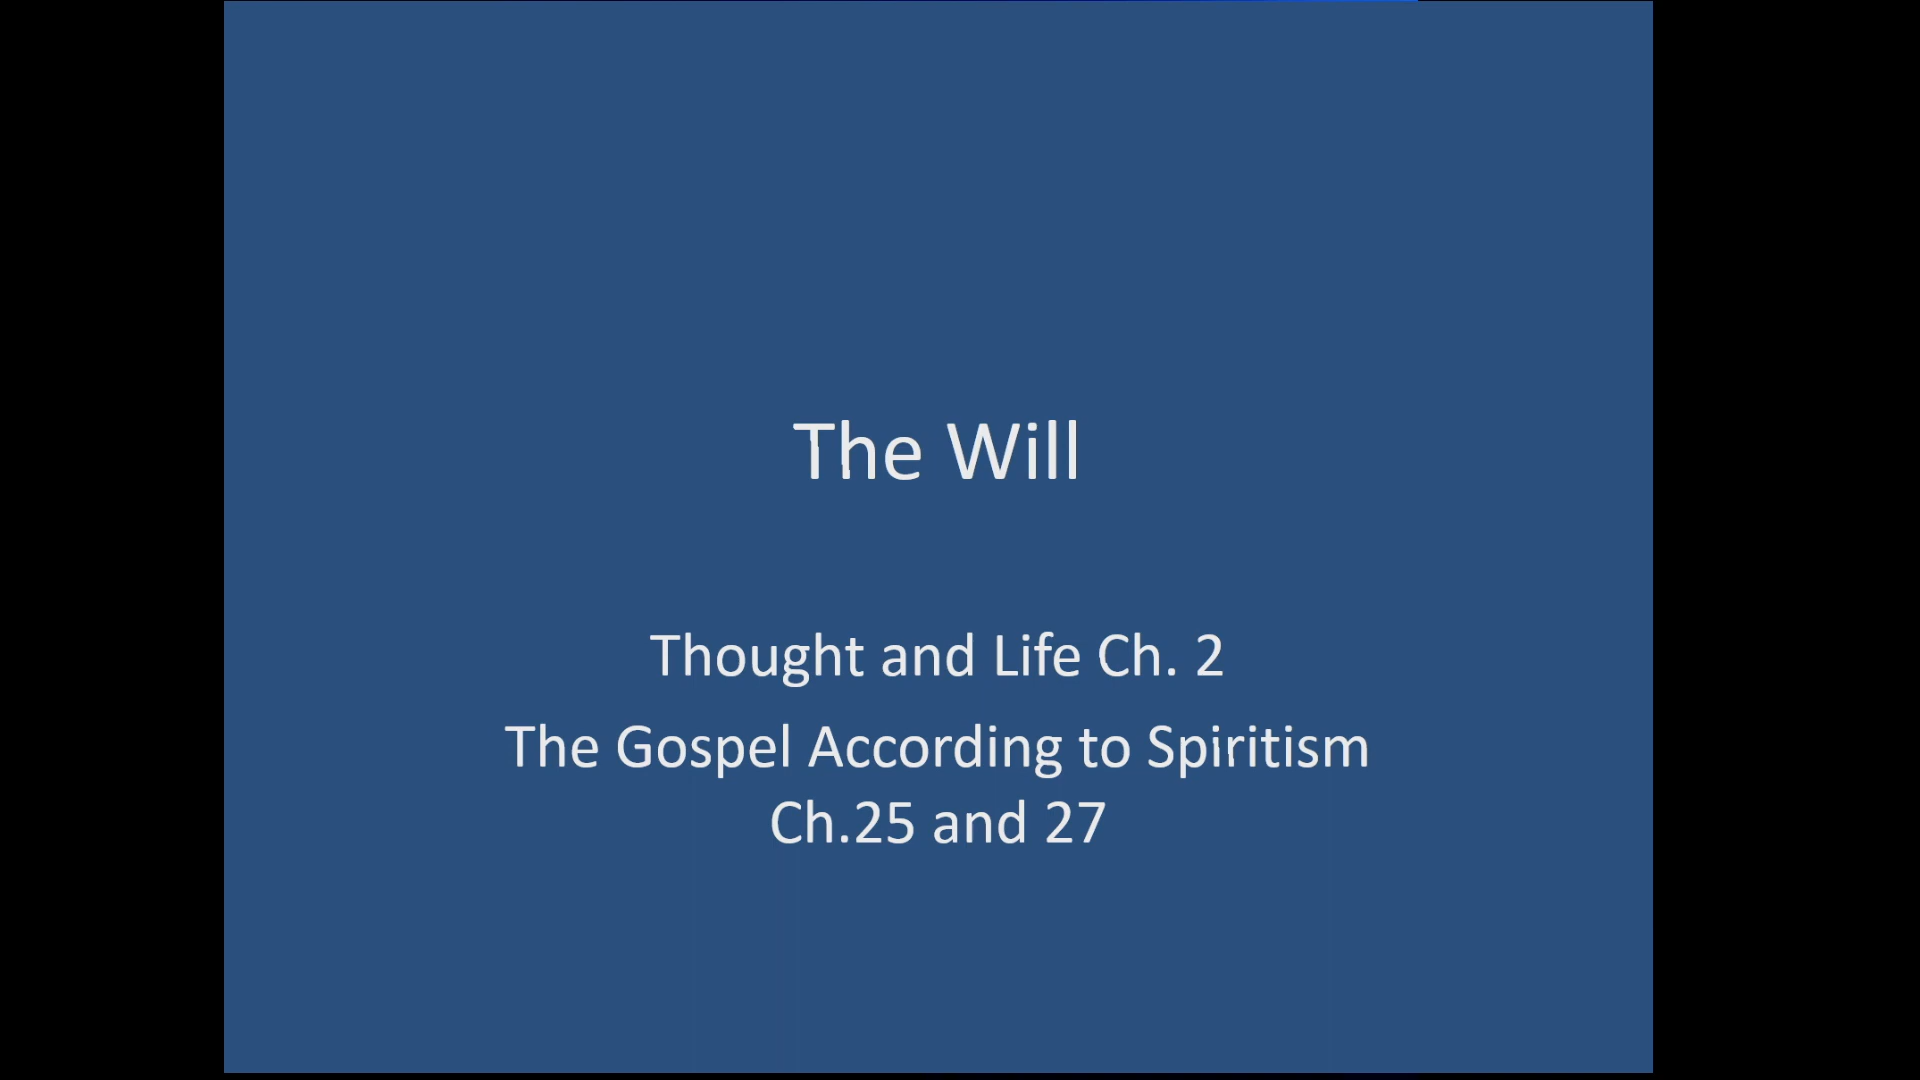 The Will
Thought and Life Ch. 2
The Gospel According to Spiritism
Ch.25 and 27